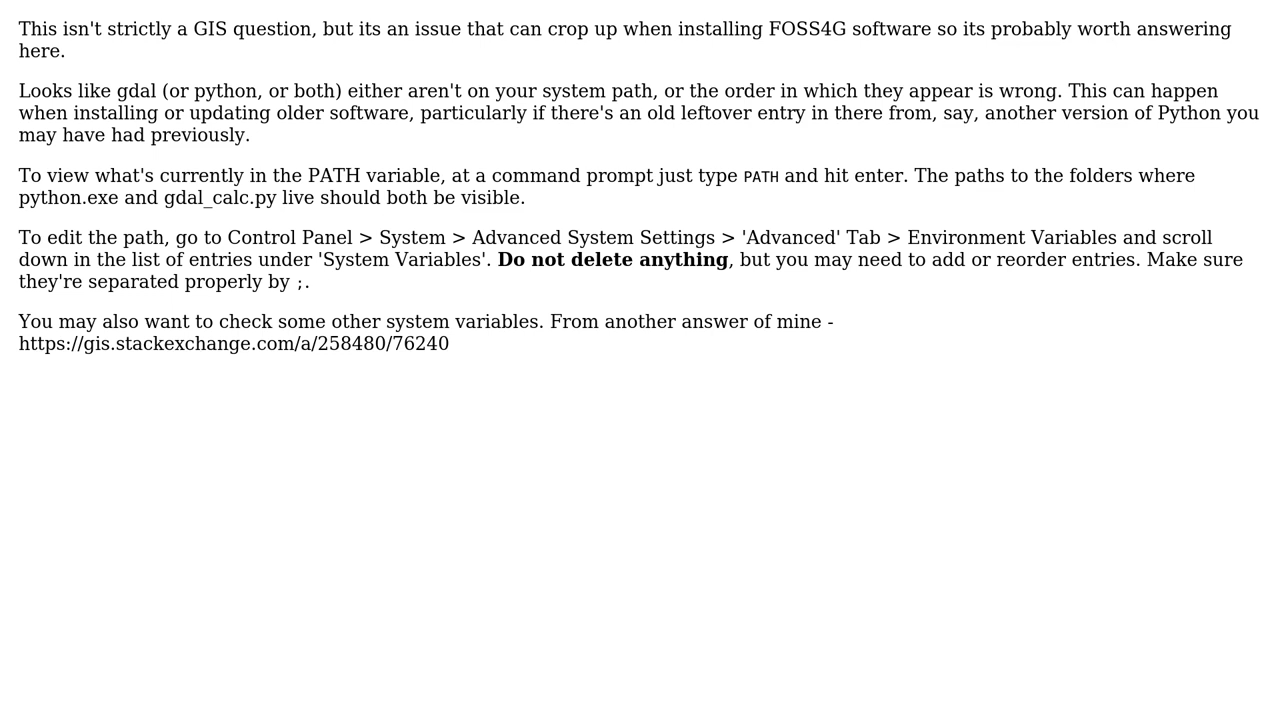 This isn't strictly a GIS question, but its an issue that can crop up when installing FOSS4G software so its probably worth answering
here.
Looks like gdal (or python, or both) either aren't on your system path, or the order in which they appear is wrong. This can happen
when installing or updating older software, particularly if there's an old leftover entry in there from, say, another version of Python you
may have had previously.
To view what's currently in the PATH variable, at a command prompt just type PATH and hit enter. The paths to the folders where
python.exe and gdal_calc.py live should both be visible.
To edit the path, go to Control Panel > System > Advanced System Settings > 'Advanced' Tab > Environment Variables and scroll
down in the list of entries under 'System Variables'. Do not delete anything, but you may need to add or reorder entries. Make sure
they're separated properly by ;.
You may also want to check some other system variables. From another answer of mine -
https://gis.stackexchange.com/a/258480/76240